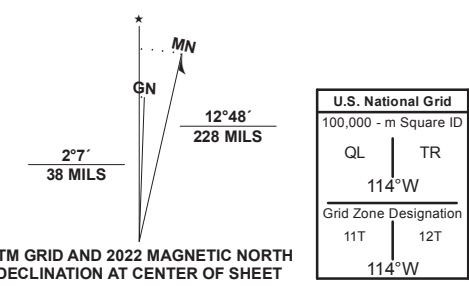 ★
MN
GN
12°48´
228 MILS
2°7´
38 MILS
TM GRID AND 2022 MAGNETIC NORTH
DECLINATION AT CENTER OF SHEET
U.S. National Grid
100,000 - m Square ID
QL TR
114°W
Grid Zone Designation
11T 12T
114°W